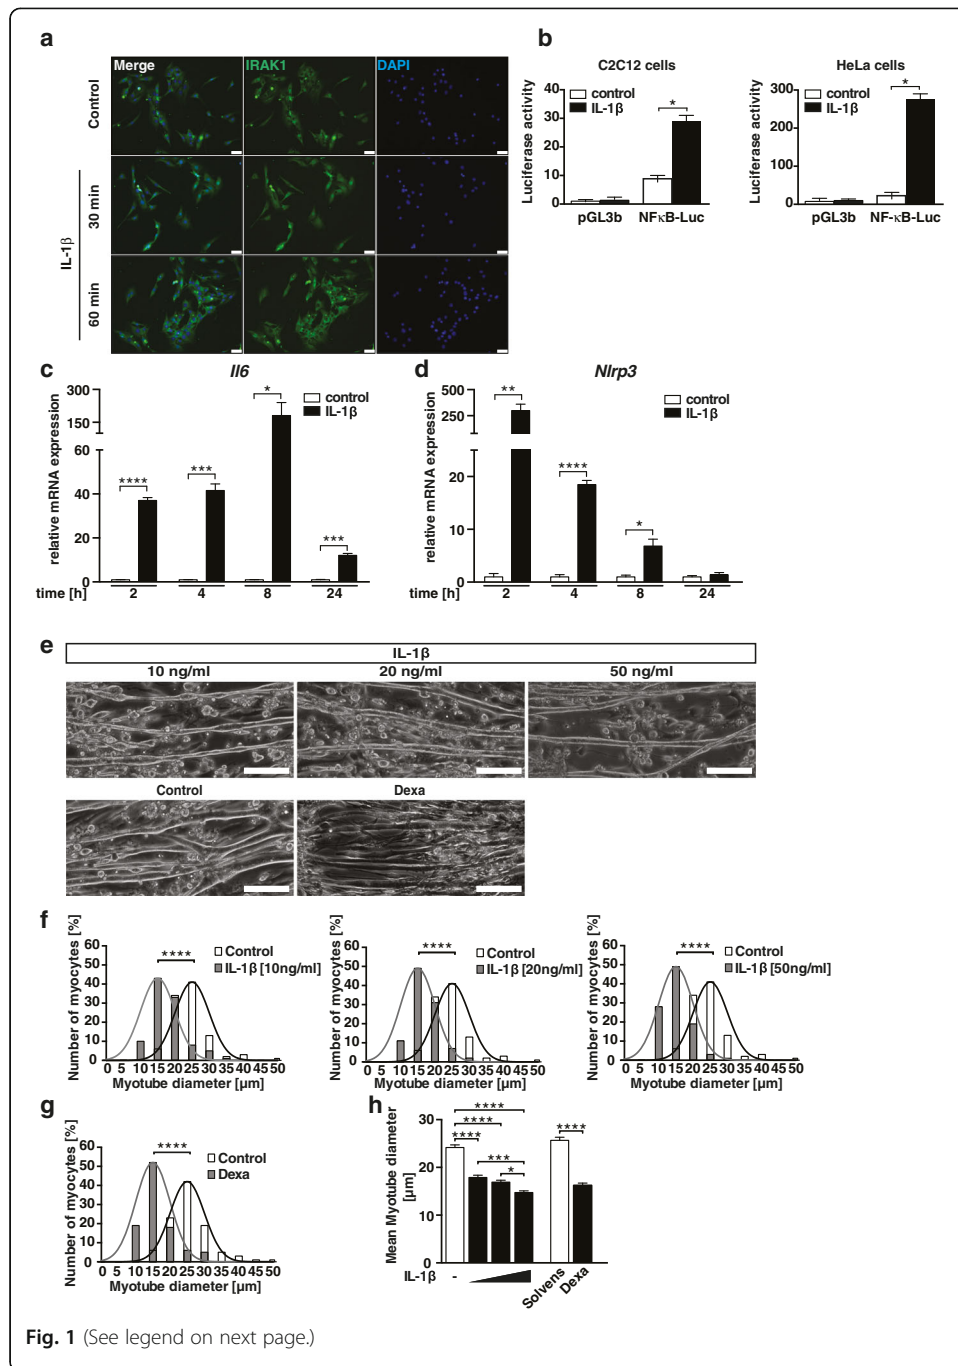 a
Merge
IRAK1
DAPI
Control
30 min
60 min
IL-1β
b
C2C12 cells
control
IL-1β
*
Luciferase activity
40
30
20
10
0
pGL3b
NFκB-Luc
HeLa cells
control
IL-1β
*
Luciferase activity
300
200
100
0
pGL3b
NF-κB-Luc
c
Il6
control
IL-1β
relative mRNA expression
300
150
60
40
20
0
****
***
*
***
time [h]
2
4
8
24
d
Nlrp3
control
IL-1β
relative mRNA expression
500
250
20
10
0
**
****
*
time [h]
2
4
8
24
e
IL-1β
10 ng/ml
20 ng/ml
50 ng/ml
Control
Dexa
f
Number of myocytes [%]
60
50
40
30
20
10
0
****
Control
IL-1β [10ng/ml]
0 5 10 15 20 25 30 35 40 45 50
Myotube diameter [µm]
Number of myocytes [%]
60
50
40
30
20
10
0
****
Control
IL-1β [20ng/ml]
0 5 10 15 20 25 30 35 40 45 50
Myotube diameter [µm]
Number of myocytes [%]
60
50
40
30
20
10
0
****
Control
IL-1β [50ng/ml]
0 5 10 15 20 25 30 35 40 45 50
Myotube diameter [µm]
g
Number of myocytes [%]
60
50
40
30
20
10
0
****
Control
Dexa
0 5 10 15 20 25 30 35 40 45 50
Myotube diameter [µm]
h
Mean Myotube diameter
[µm]
30
20
10
0
****
****
****
***
*
****
IL-1β
-
Solvens
Dexa
Fig. 1 (See legend on next page.)